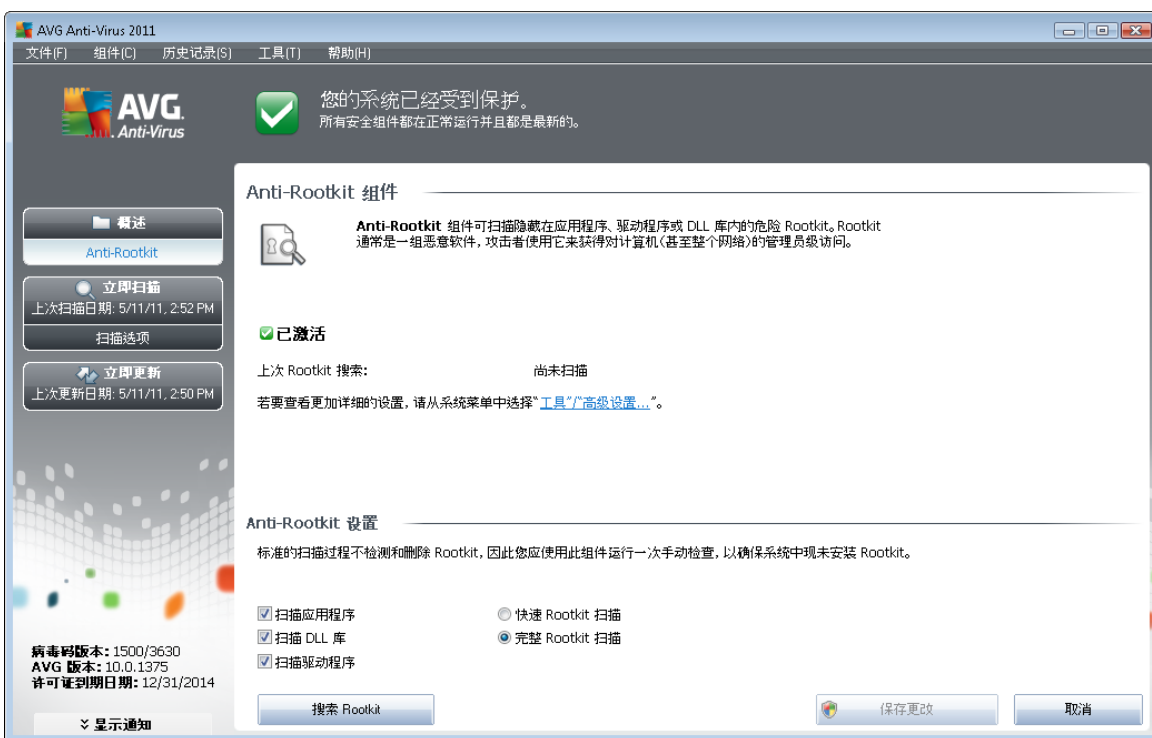 AVG Anti-Virus 2011
文件(F) 组件(C) 历史记录(S) 工具(T) 帮助(H)
AVG.
Anti-Virus
您的系统已经受到保护。
所有安全组件都在正常运行并且都是最新的。
概述
Anti-Rootkit
立即扫描
上次扫描日期: 5/11/11, 2:52 PM
扫描选项
立即更新
上次更新日期: 5/11/11, 2:50 PM
病毒码版本: 1500/3630
AVG 版本: 10.0.1375
许可证到期日期: 12/31/2014
显示通知
Anti-Rootkit 组件
Anti-Rootkit 组件可扫描隐藏在应用程序、驱动程序或 DLL 库内的危险 Rootkit。Rootkit
通常是一组恶意软件，攻击者使用它来获得对计算机(甚至整个网络)的管理员级访问。
已激活
上次 Rootkit 搜索: 尚未扫描
若要查看更加详细的设置，请从系统菜单中选择“工具”/“高级设置...”。
Anti-Rootkit 设置
标准的扫描过程不检测和删除 Rootkit，因此您应使用此组件运行一次手动检查，以确保系统中现未安装 Rootkit。
扫描应用程序 快速 Rootkit 扫描
扫描 DLL 库 完整 Rootkit 扫描
扫描驱动程序
搜索 Rootkit 保存更改 取消